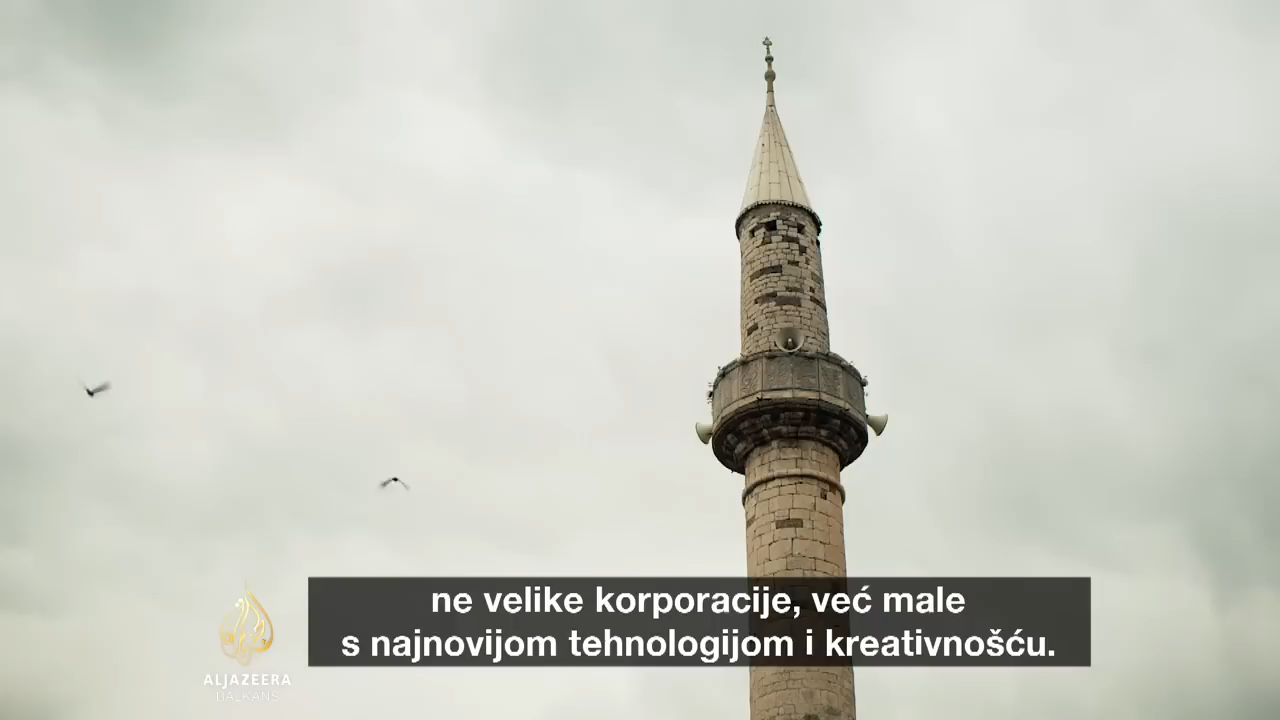 ne velike korporacije, već male
s najnovijom tehnologijom i kreativnošću.
ALJAZEERA
BALKANS